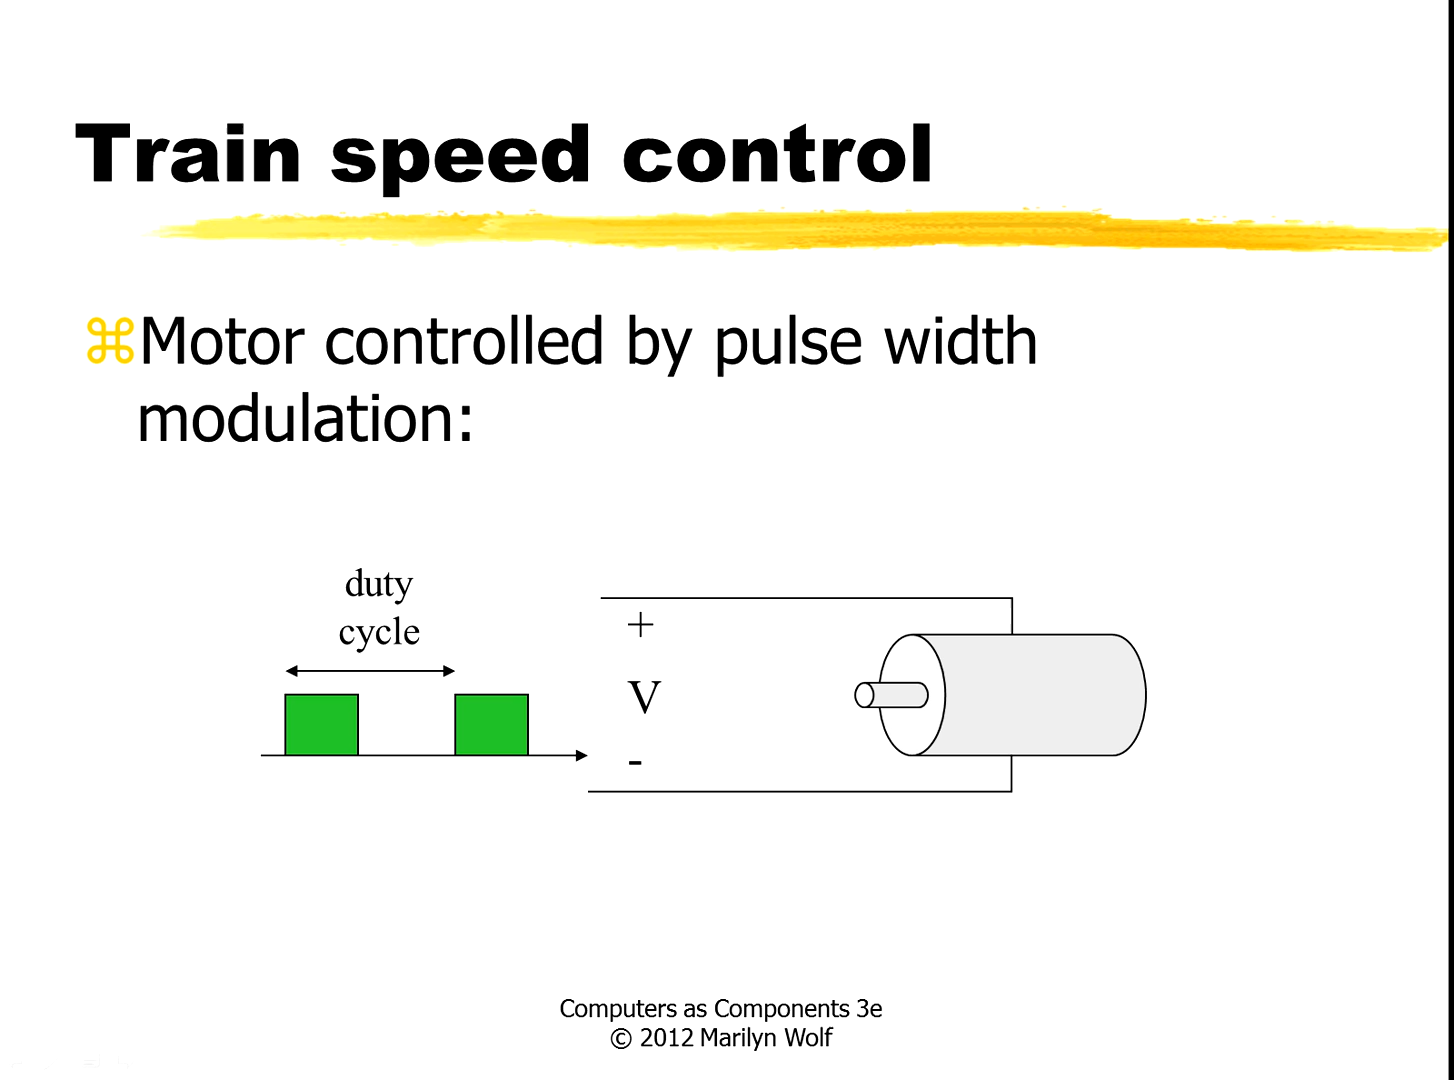 Train speed control
⌘Motor controlled by pulse width
modulation:
duty
cycle
+
V
-
Computers as Components 3e
© 2012 Marilyn Wolf